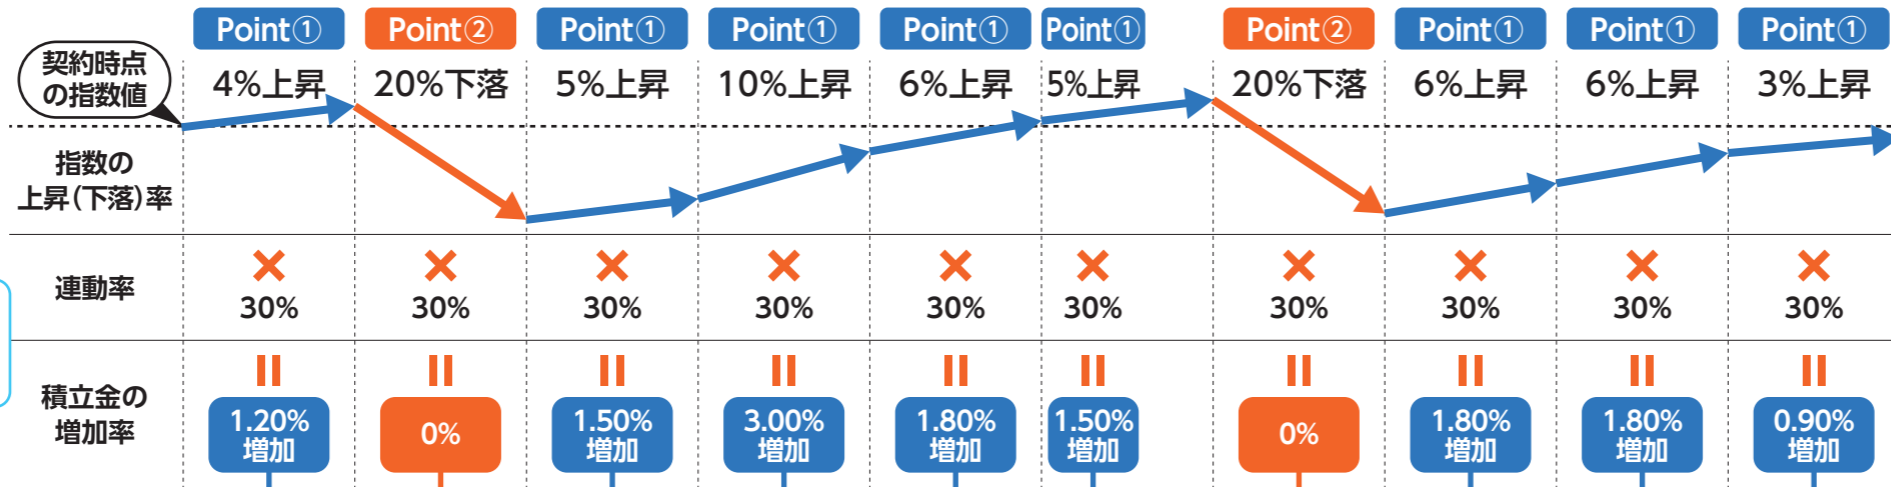 Point① Point② Point① Point① Point① Point① Point② Point① Point① Point①
契約時点
の指数値
4%上昇 20%下落 5%上昇 10%上昇 6%上昇 5%上昇 20%下落 6%上昇 6%上昇 3%上昇
指数の
上昇(下落)率
× × × × × × × × × ×
連動率
30% 30% 30% 30% 30% 30% 30% 30% 30% 30%
積立金の
増加率
1.20%
増加
0%
1.50%
増加
3.00%
増加
1.80%
増加
1.50%
増加
0%
1.80%
増加
1.80%
増加
0.90%
増加